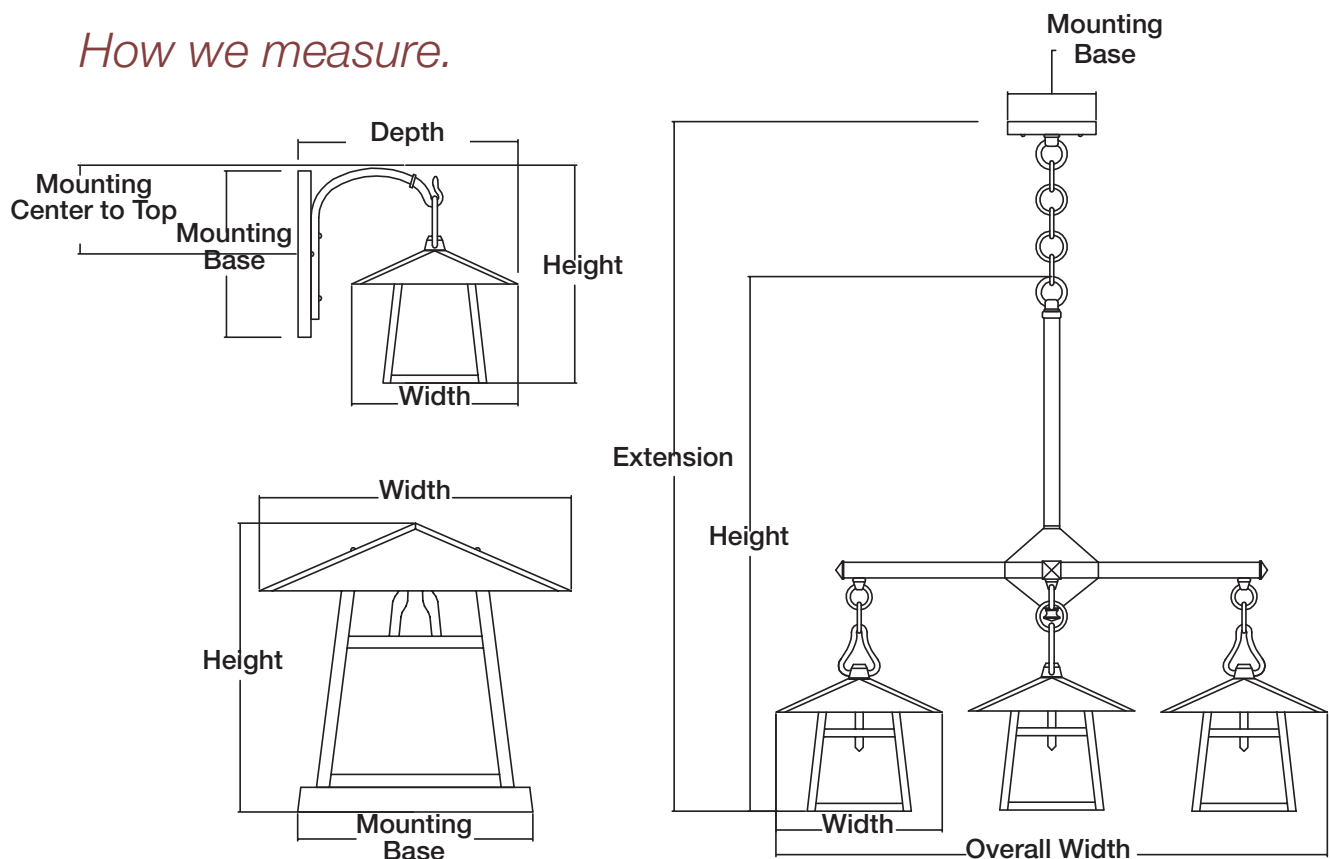 How we measure.
Depth
Mounting
Center to Top
Mounting
Base
Height
Width
Width
Height
Mounting
Base
Mounting
Base
Extension
Height
Width
Overall Width